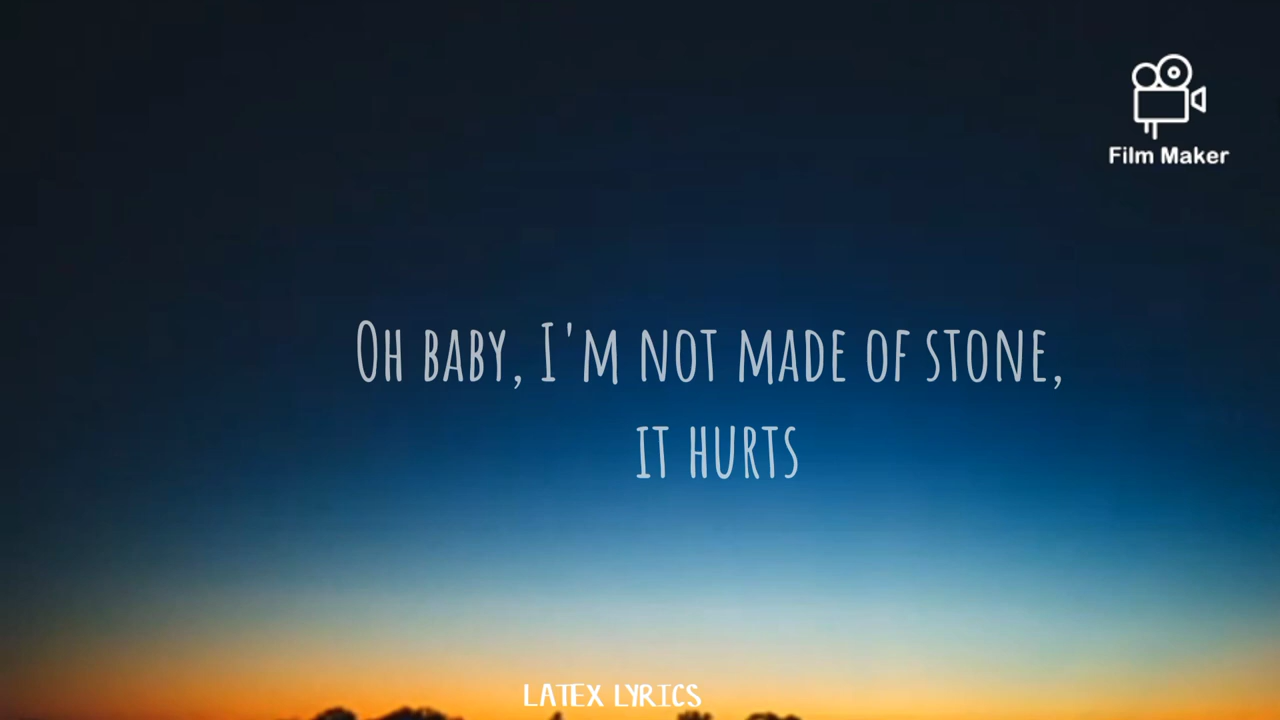 Film Maker
Oh baby, I'm not made of stone,
it hurts
LATEX LYRICS